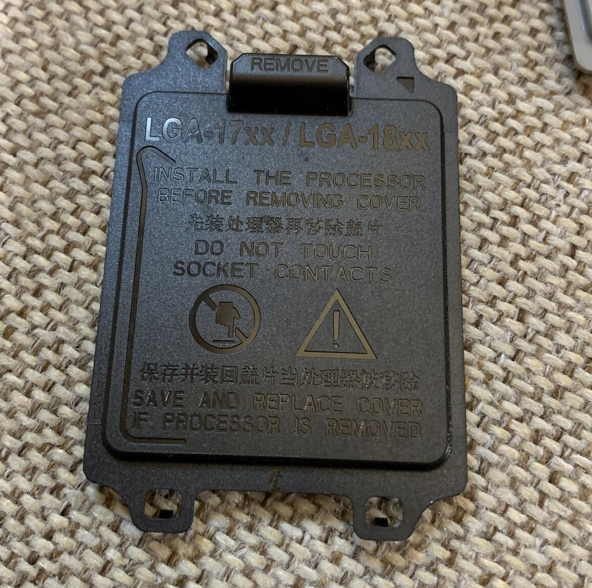 REMOVE
LGA-17xx / LGA-18xx
INSTALL THE PROCESSOR
BEFORE REMOVING COVER
先装处理器再移除盖片
DO NOT TOUCH
SOCKET CONTACTS
!
保存并装回盖片当处理器被移除
SAVE AND REPLACE COVER
IF PROCESSOR IS REMOVED